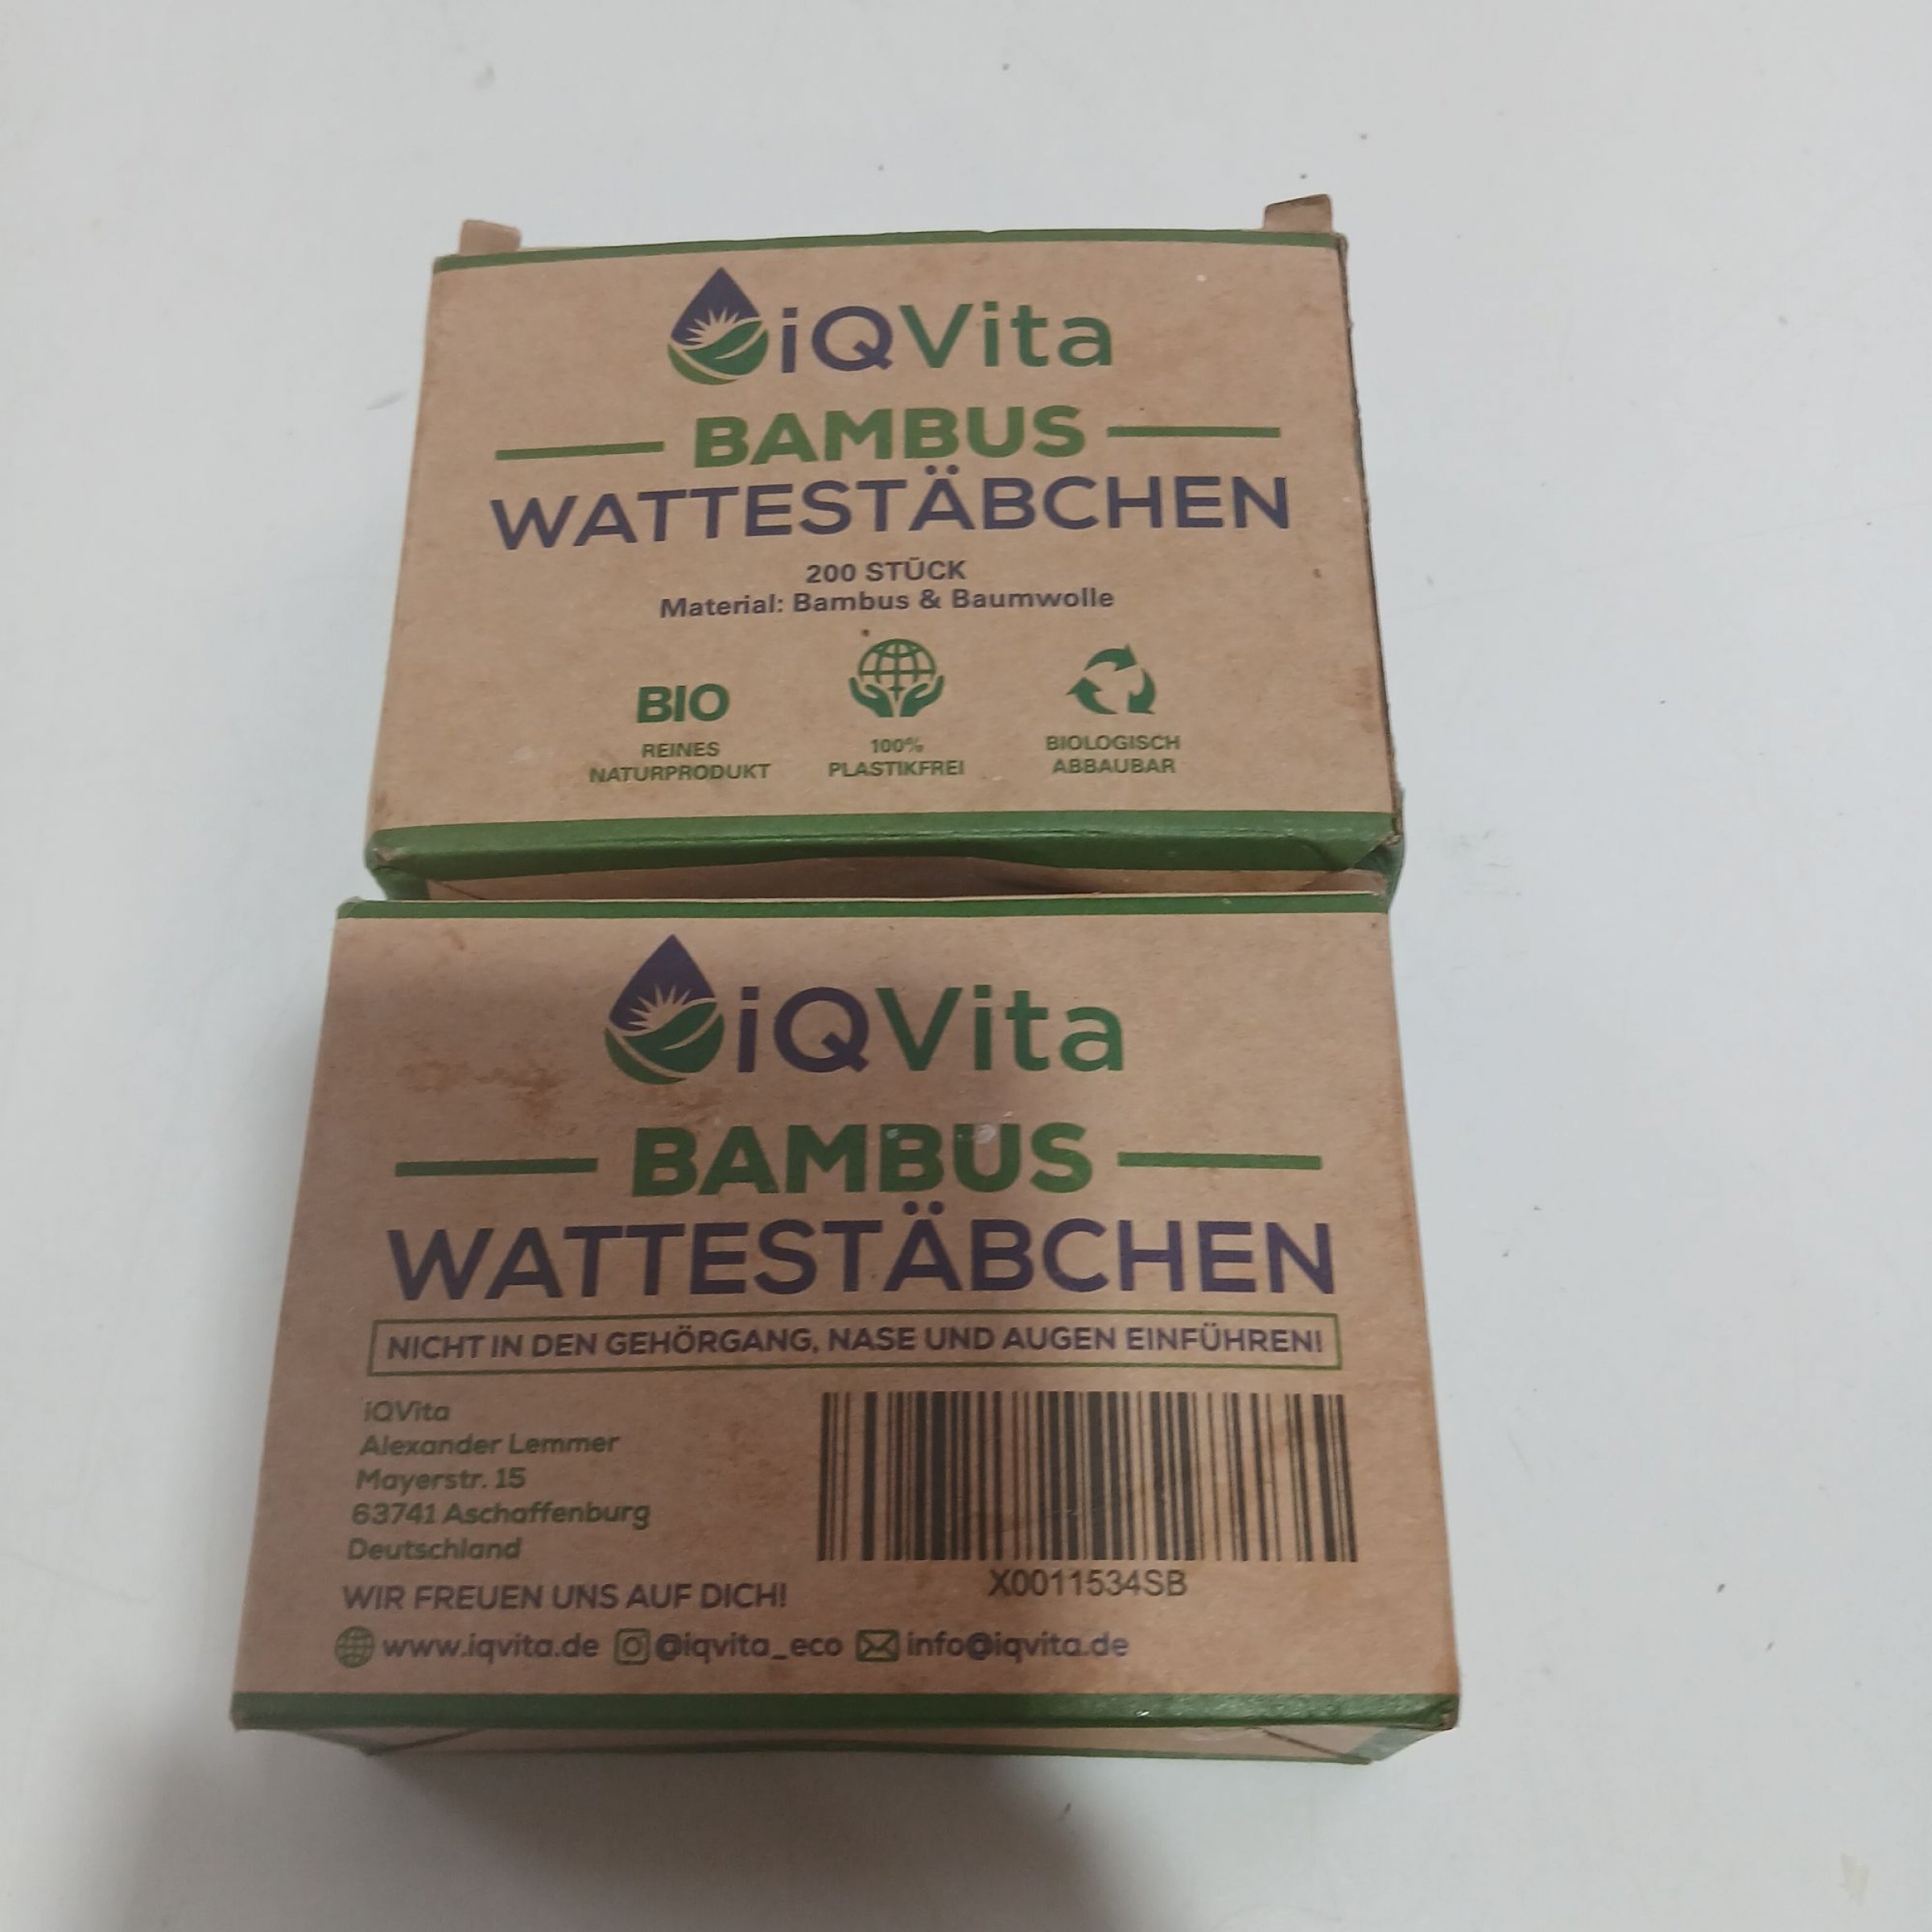 iQVita
BAMBUS
WATTESTÄBCHEN
200 STÜCK
Material: Bambus & Baumwolle
BIO
REINES
NATURPRODUKT
100%
PLASTIKFREI
BIOLOGISCH
ABBAUBAR
iQVita
BAMBUS
WATTESTÄBCHEN
NICHT IN DEN GEHÖRGANG, NASE UND AUGEN EINFÜHREN!
iQVita
Alexander Lemmer
Mayerstr. 15
63741 Aschaffenburg
Deutschland
X0011534SB
WIR FREUEN UNS AUF DICH!
www.iqvita.de @iqvita_eco info@iqvita.de